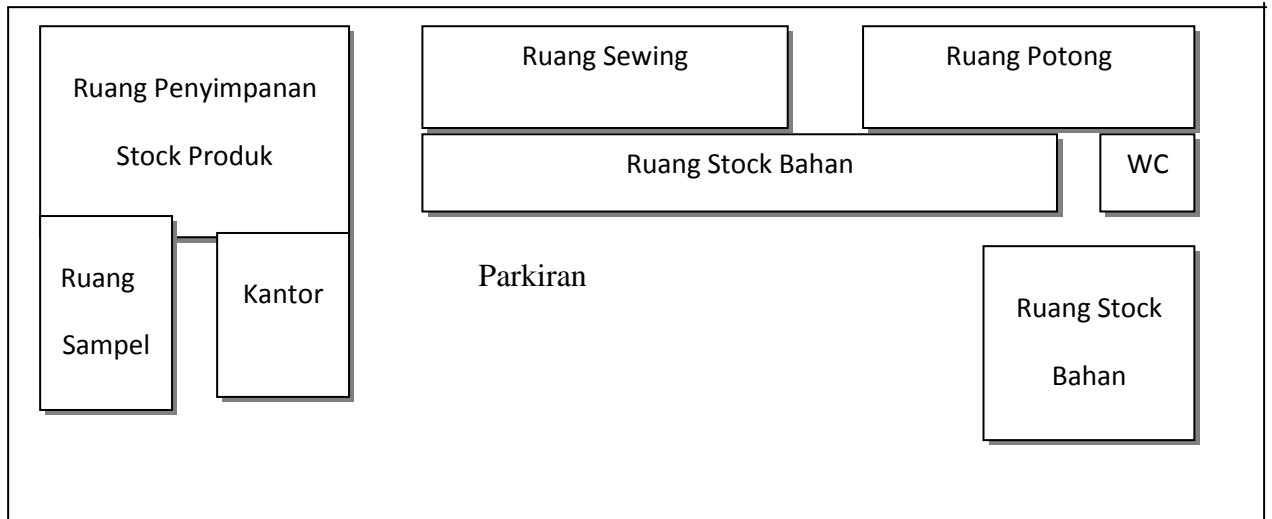 Ruang Penyimpanan
Stock Produk
Ruang Sewing
Ruang Potong
Ruang Stock Bahan
WC
Ruang
Sampel
Kantor
Parkiran
Ruang Stock
Bahan